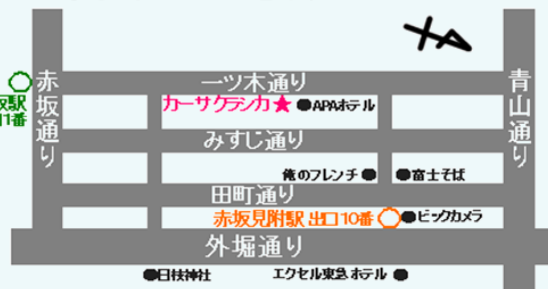 一ツ木通り
赤坂通り
青山通り
駅
1番
カーサクラシカ★
APAホテル
みすじ通り
俺のフレンチ
富士そば
田町通り
赤坂見附駅 出口10番
ビックカメラ
外堀通り
日枝神社
エクセル東急ホテル